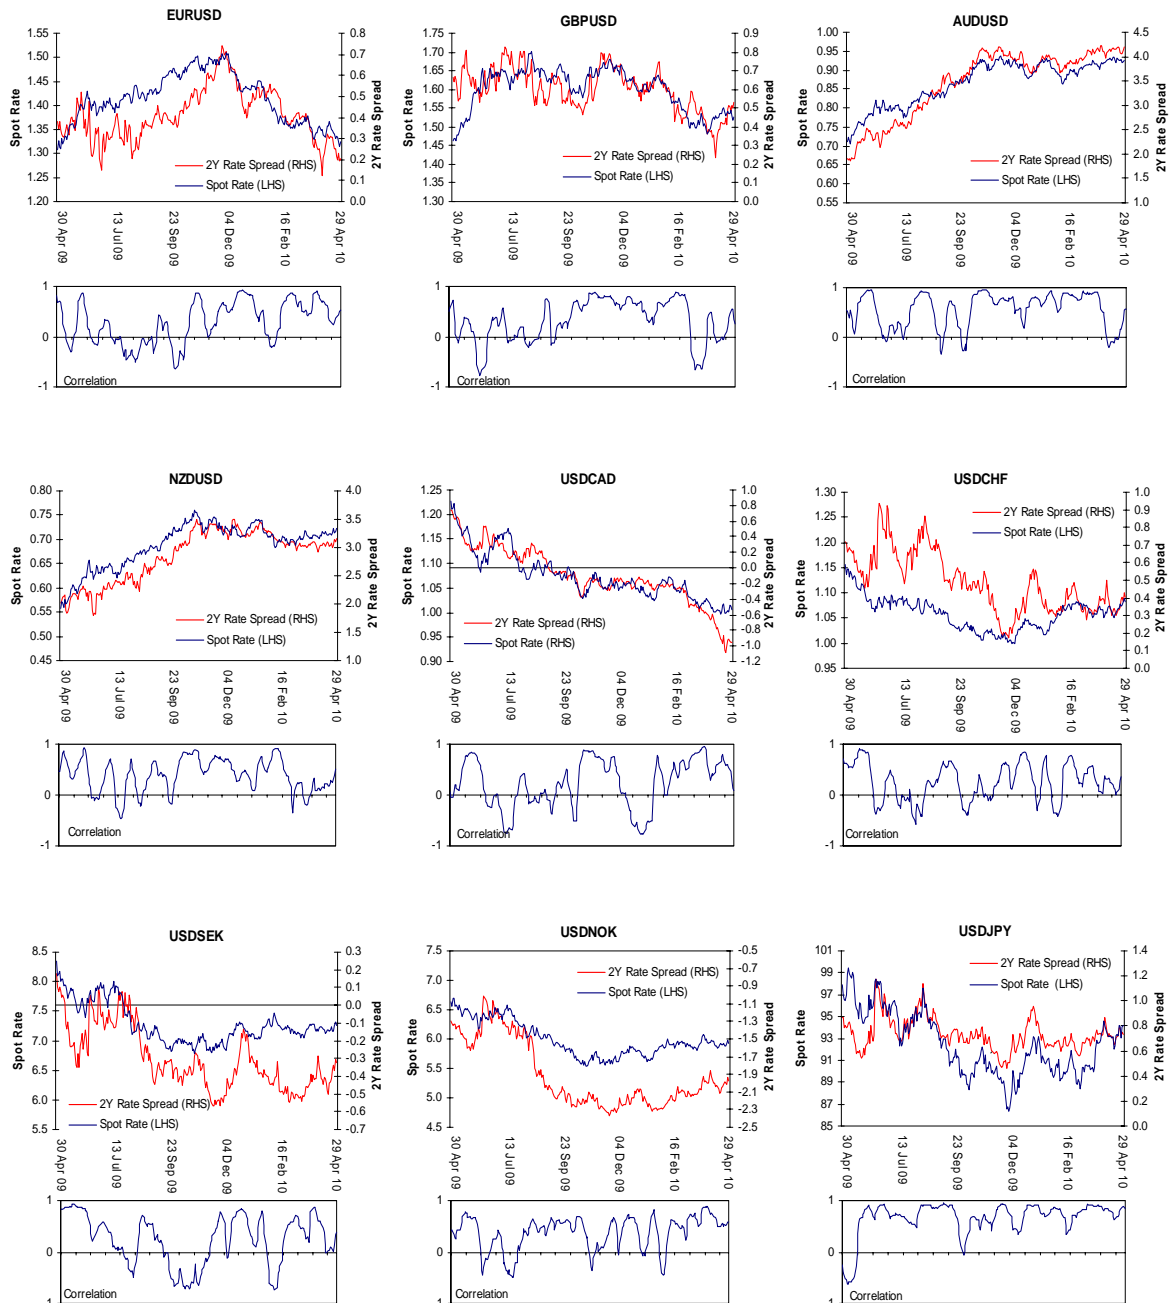 EURUSD
1.55
1.50
1.45
1.40
1.35
1.30
1.25
1.20
Spot Rate
0.8
0.7
0.6
0.5
0.4
0.3
0.2
0.1
0.0
2Y Rate Spread
2Y Rate Spread (RHS)
Spot Rate (LHS)
30 Apr 09
13 Jul 09
23 Sep 09
04 Dec 09
16 Feb 10
29 Apr 10
1
0
-1
Correlation
GBPUSD
1.75
1.70
1.65
1.60
1.55
1.50
1.45
1.40
1.35
1.30
Spot Rate
0.9
0.8
0.7
0.6
0.5
0.4
0.3
0.2
0.1
0.0
2Y Rate Spread
2Y Rate Spread (RHS)
Spot Rate (LHS)
30 Apr 09
13 Jul 09
23 Sep 09
04 Dec 09
16 Feb 10
29 Apr 10
1
0
-1
Correlation
AUDUSD
1.00
0.95
0.90
0.85
0.80
0.75
0.70
0.65
0.60
0.55
Spot Rate
4.5
4.0
3.5
3.0
2.5
2.0
1.5
1.0
2Y Rate Spread
2Y Rate Spread (RHS)
Spot Rate (LHS)
30 Apr 09
13 Jul 09
23 Sep 09
04 Dec 09
16 Feb 10
29 Apr 10
1
0
-1
Correlation
NZDUSD
0.80
0.75
0.70
0.65
0.60
0.55
0.50
0.45
Spot Rate
4.0
3.5
3.0
2.5
2.0
1.5
1.0
2Y Rate Spread
2Y Rate Spread (RHS)
Spot Rate (LHS)
30 Apr 09
13 Jul 09
23 Sep 09
04 Dec 09
16 Feb 10
29 Apr 10
1
0
-1
Correlation
USDCAD
1.25
1.20
1.15
1.10
1.05
1.00
0.95
0.90
Spot Rate
1.0
0.8
0.6
0.4
0.2
0.0
-0.2
-0.4
-0.6
-0.8
-1.0
-1.2
2Y Rate Spread
2Y Rate Spread (RHS)
Spot Rate (RHS)
30 Apr 09
13 Jul 09
23 Sep 09
04 Dec 09
16 Feb 10
29 Apr 10
1
0
-1
Correlation
USDCHF
1.30
1.25
1.20
1.15
1.10
1.05
1.00
0.95
Spot Rate
1.0
0.9
0.8
0.7
0.6
0.5
0.4
0.3
0.2
0.1
0.0
2Y Rate Spread
2Y Rate Spread (RHS)
Spot Rate (LHS)
30 Apr 09
13 Jul 09
23 Sep 09
04 Dec 09
16 Feb 10
29 Apr 10
1
0
-1
Correlation
USDSEK
8.5
8.0
7.5
7.0
6.5
6.0
5.5
Spot Rate
0.3
0.2
0.1
0.0
-0.1
-0.2
-0.3
-0.4
-0.5
-0.6
-0.7
2Y Rate Spread
2Y Rate Spread (RHS)
Spot Rate (LHS)
30 Apr 09
13 Jul 09
23 Sep 09
04 Dec 09
16 Feb 10
29 Apr 10
1
0
Correlation
USDNOK
7.5
7.0
6.5
6.0
5.5
5.0
4.5
Spot Rate
-0.5
-0.7
-0.9
-1.1
-1.3
-1.5
-1.7
-1.9
-2.1
-2.3
-2.5
2Y Rate Spread
2Y Rate Spread (RHS)
Spot Rate (LHS)
30 Apr 09
13 Jul 09
23 Sep 09
04 Dec 09
16 Feb 10
29 Apr 10
1
0
Correlation
USDJPY
101
99
97
95
93
91
89
87
85
Spot Rate
1.4
1.2
1.0
0.8
0.6
0.4
0.2
0.0
2Y Rate Spread
2Y Rate Spread (RHS)
Spot Rate (LHS)
30 Apr 09
13 Jul 09
23 Sep 09
04 Dec 09
16 Feb 10
29 Apr 10
1
0
Correlation